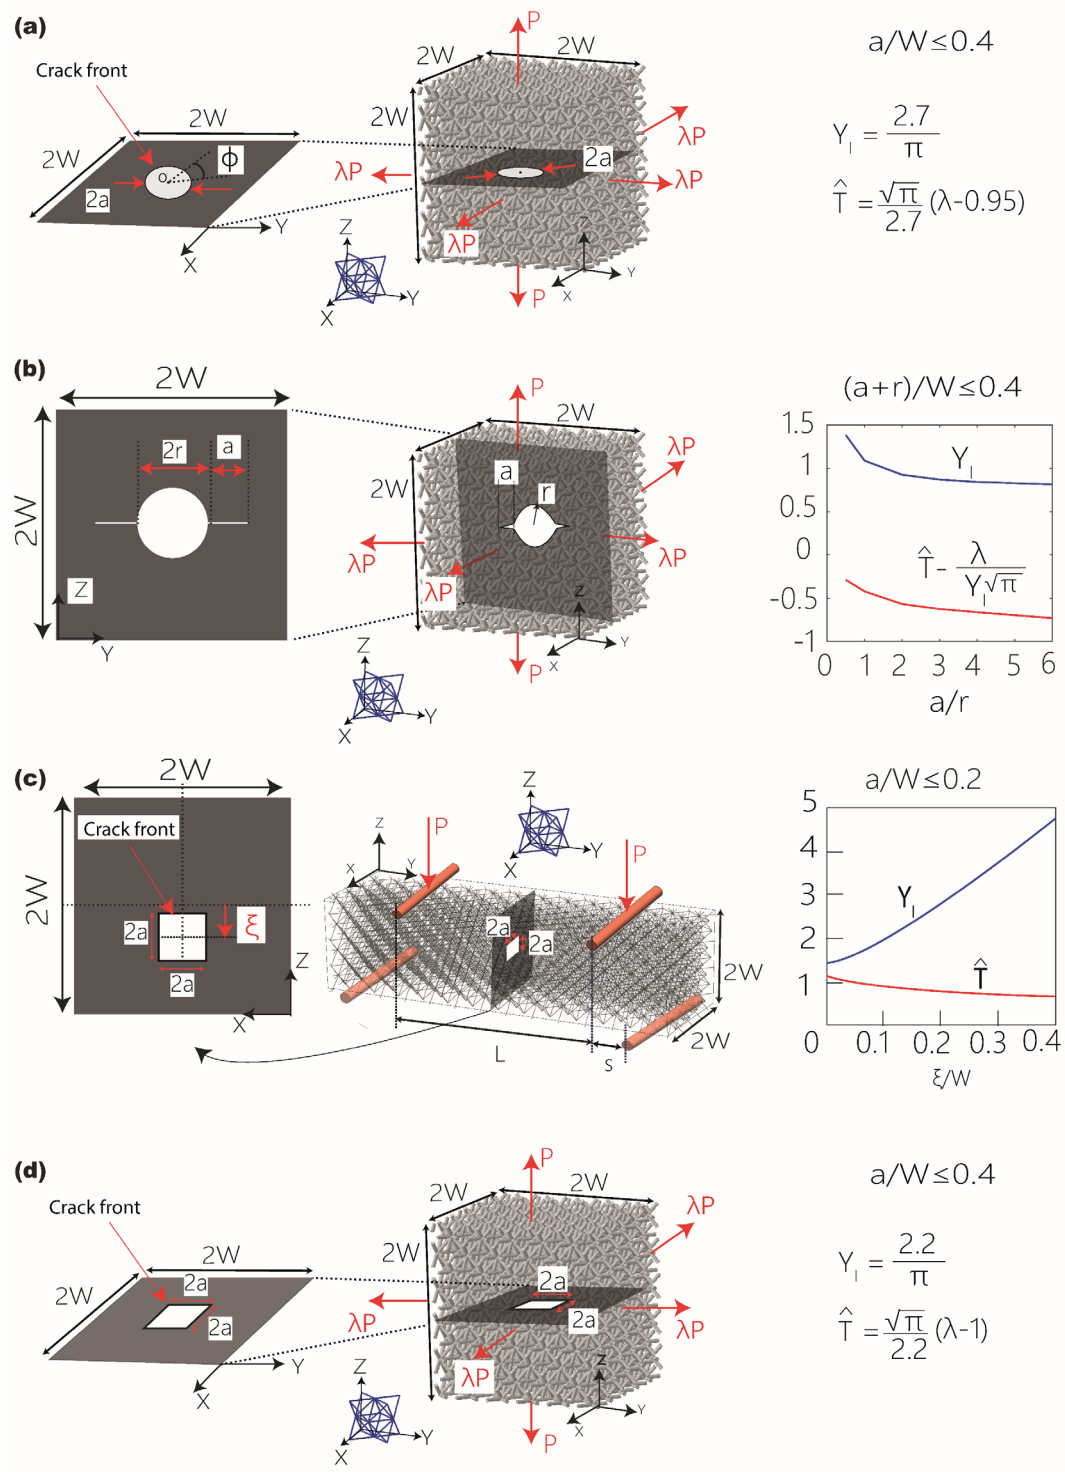 (a)
Crack front
2W
2W
2a
O
ϕ
Y
X
Z
Y
X
P
2W
2W
2W
2a
λP
λP
λP
λP
P
Z
Y
X
a/W≤0.4
Y_I = 2.7/π
T̂ = √π/2.7 (λ-0.95)
(b)
2W
2W
2r
a
Z
Y
Z
Y
X
P
2W
2W
2W
a
r
λP
λP
λP
λP
P
Z
Y
X
(a+r)/W≤0.4
1.5
1
0.5
0
-0.5
-1
Y_I
T̂ - λ/(Y_I√π)
0 1 2 3 4 5 6
a/r
(c)
2W
2W
Crack front
2a
2a
ξ
Z
X
Z
Y
X
Z
Y
X
P
P
2a
2a
2W
2W
L
s
a/W≤0.2
5
4
3
2
1
Y_I
T̂
0 0.1 0.2 0.3 0.4
ξ/W
(d)
Crack front
2W
2W
2a
2a
Y
X
Z
Y
X
P
2W
2W
2W
2a
2a
λP
λP
λP
λP
P
Z
Y
X
a/W≤0.4
Y_I = 2.2/π
T̂ = √π/2.2 (λ-1)